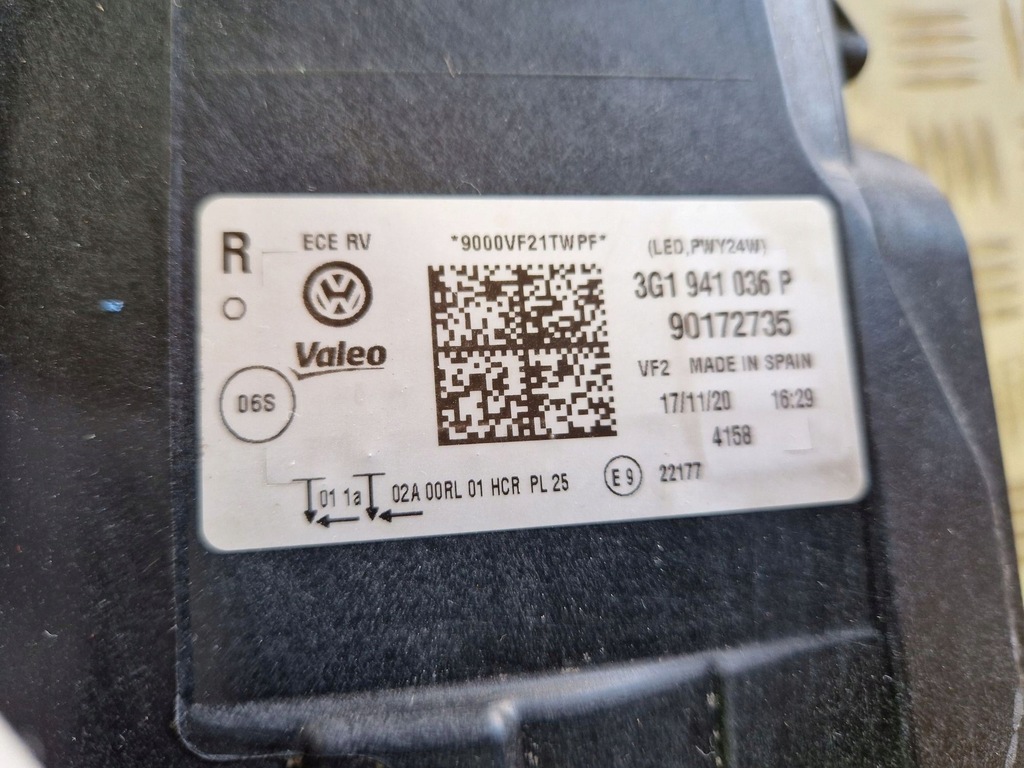 R
ECE RV
*9000VF21TWPF*
(LED,PWY24W)
3G1 941 036 P
90172735
Valeo
VF2 MADE IN SPAIN
06S
17/11/20 16:29
4158
01 1a 02A 00RL 01 HCR PL 25
E 9 22177